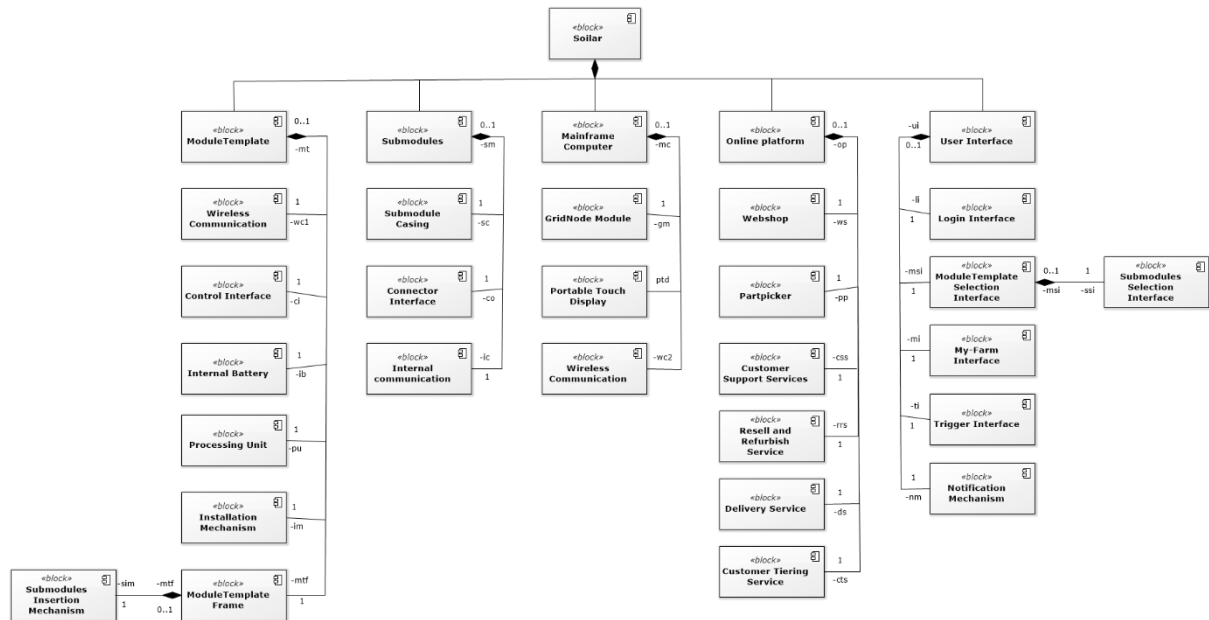 «block»
Soilar
«block»
ModuleTemplate
0..1
-mt
«block»
Wireless
Communication
1
-wc1
«block»
Control Interface
1
-ci
«block»
Internal Battery
1
-ib
«block»
Processing Unit
1
-pu
«block»
Installation
Mechanism
1
-im
«block»
ModuleTemplate
Frame
-mtf
1
-mtf
0..1
-sim
1
«block»
Submodules
Insertion
Mechanism
«block»
Submodules
0..1
-sm
«block»
Submodule
Casing
1
-sc
«block»
Connector
Interface
1
-co
«block»
Internal
communication
-ic
1
«block»
Mainframe
Computer
0..1
-mc
«block»
GridNode Module
1
-gm
«block»
Portable Touch
Display
ptd
«block»
Wireless
Communication
-wc2
«block»
Online platform
0..1
-op
«block»
Webshop
1
-ws
«block»
Partpicker
1
-pp
«block»
Customer
Support Services
-css
1
«block»
Resell and
Refurbish
Service
-rrs
1
«block»
Delivery Service
1
-ds
«block»
Customer Tiering
Service
1
-cts
«block»
User Interface
-ui
0..1
«block»
Login Interface
-li
1
«block»
ModuleTemplate
Selection
Interface
-msi
1
0..1
-msi
1
-ssi
«block»
Submodules
Selection
Interface
«block»
My-Farm
Interface
-mi
1
«block»
Trigger Interface
-ti
1
«block»
Notification
Mechanism
1
-nm